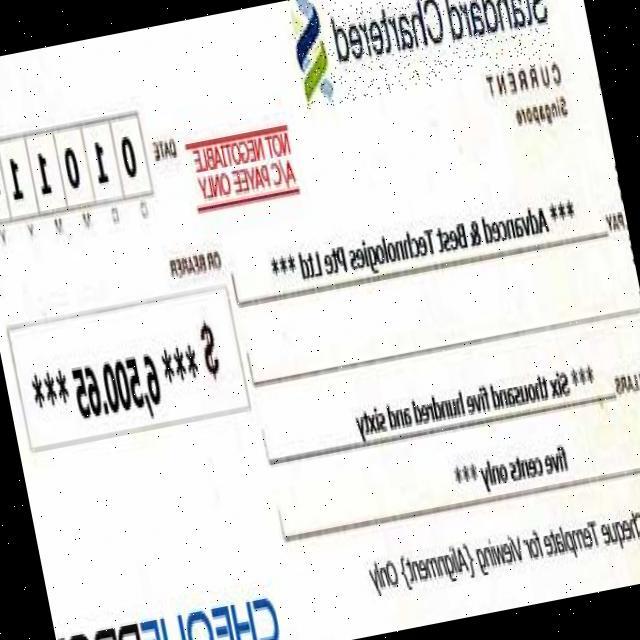 Standard Chartered
CURRENT
Singapore
NOT NEGOTIABLE
A/C PAYEE ONLY
DATE 0 1 0 1 1
D D M M Y Y
PAY *** Advanced & Best Technologies Pte Ltd ***
OR BEARER
*** Six thousand five hundred and sixty
$ *** 6,500.65 ***
five cents only ***
Template for Viewing {Alignment} Only